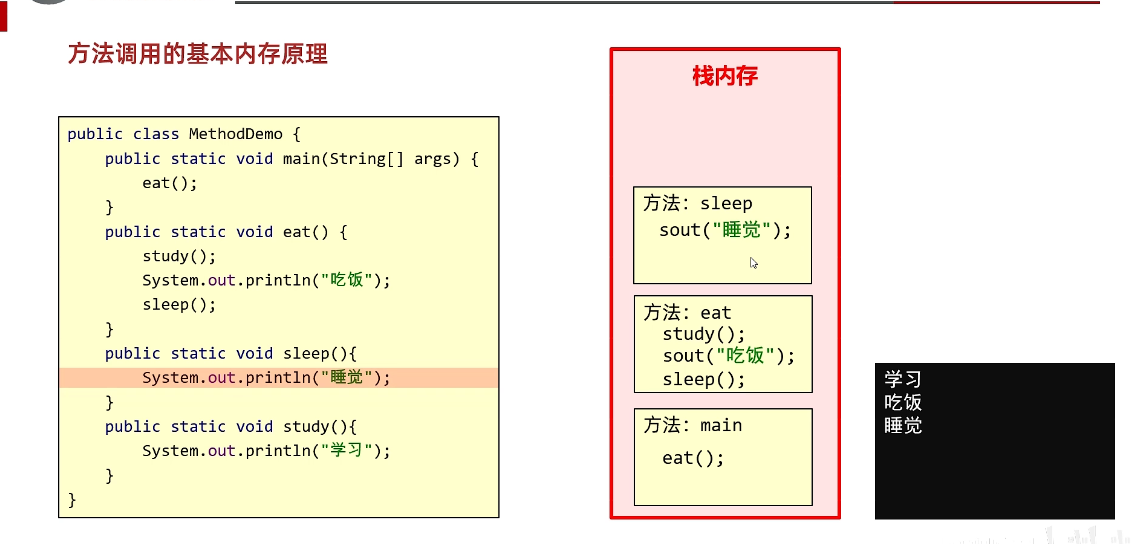 方法调用的基本内存原理
public class MethodDemo {
public static void main(String[] args) {
eat();
}
public static void eat() {
study();
System.out.println("吃饭");
sleep();
}
public static void sleep(){
System.out.println("睡觉");
}
public static void study(){
System.out.println("学习");
}
}
栈内存
方法：sleep
sout("睡觉");
方法：eat
study();
sout("吃饭");
sleep();
方法：main
eat();
学习
吃饭
睡觉